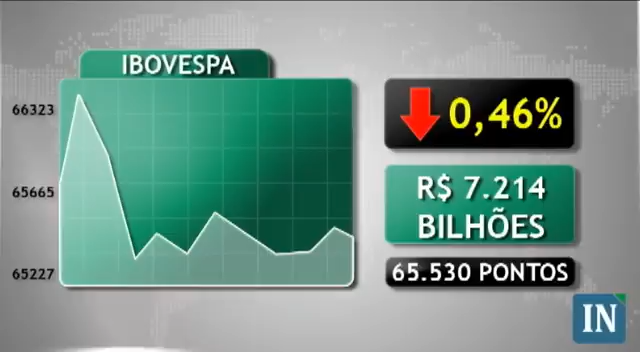 IBOVESPA
66323
65665
65227
0,46%
R$ 7.214
BILHÕES
65.530 PONTOS
IN